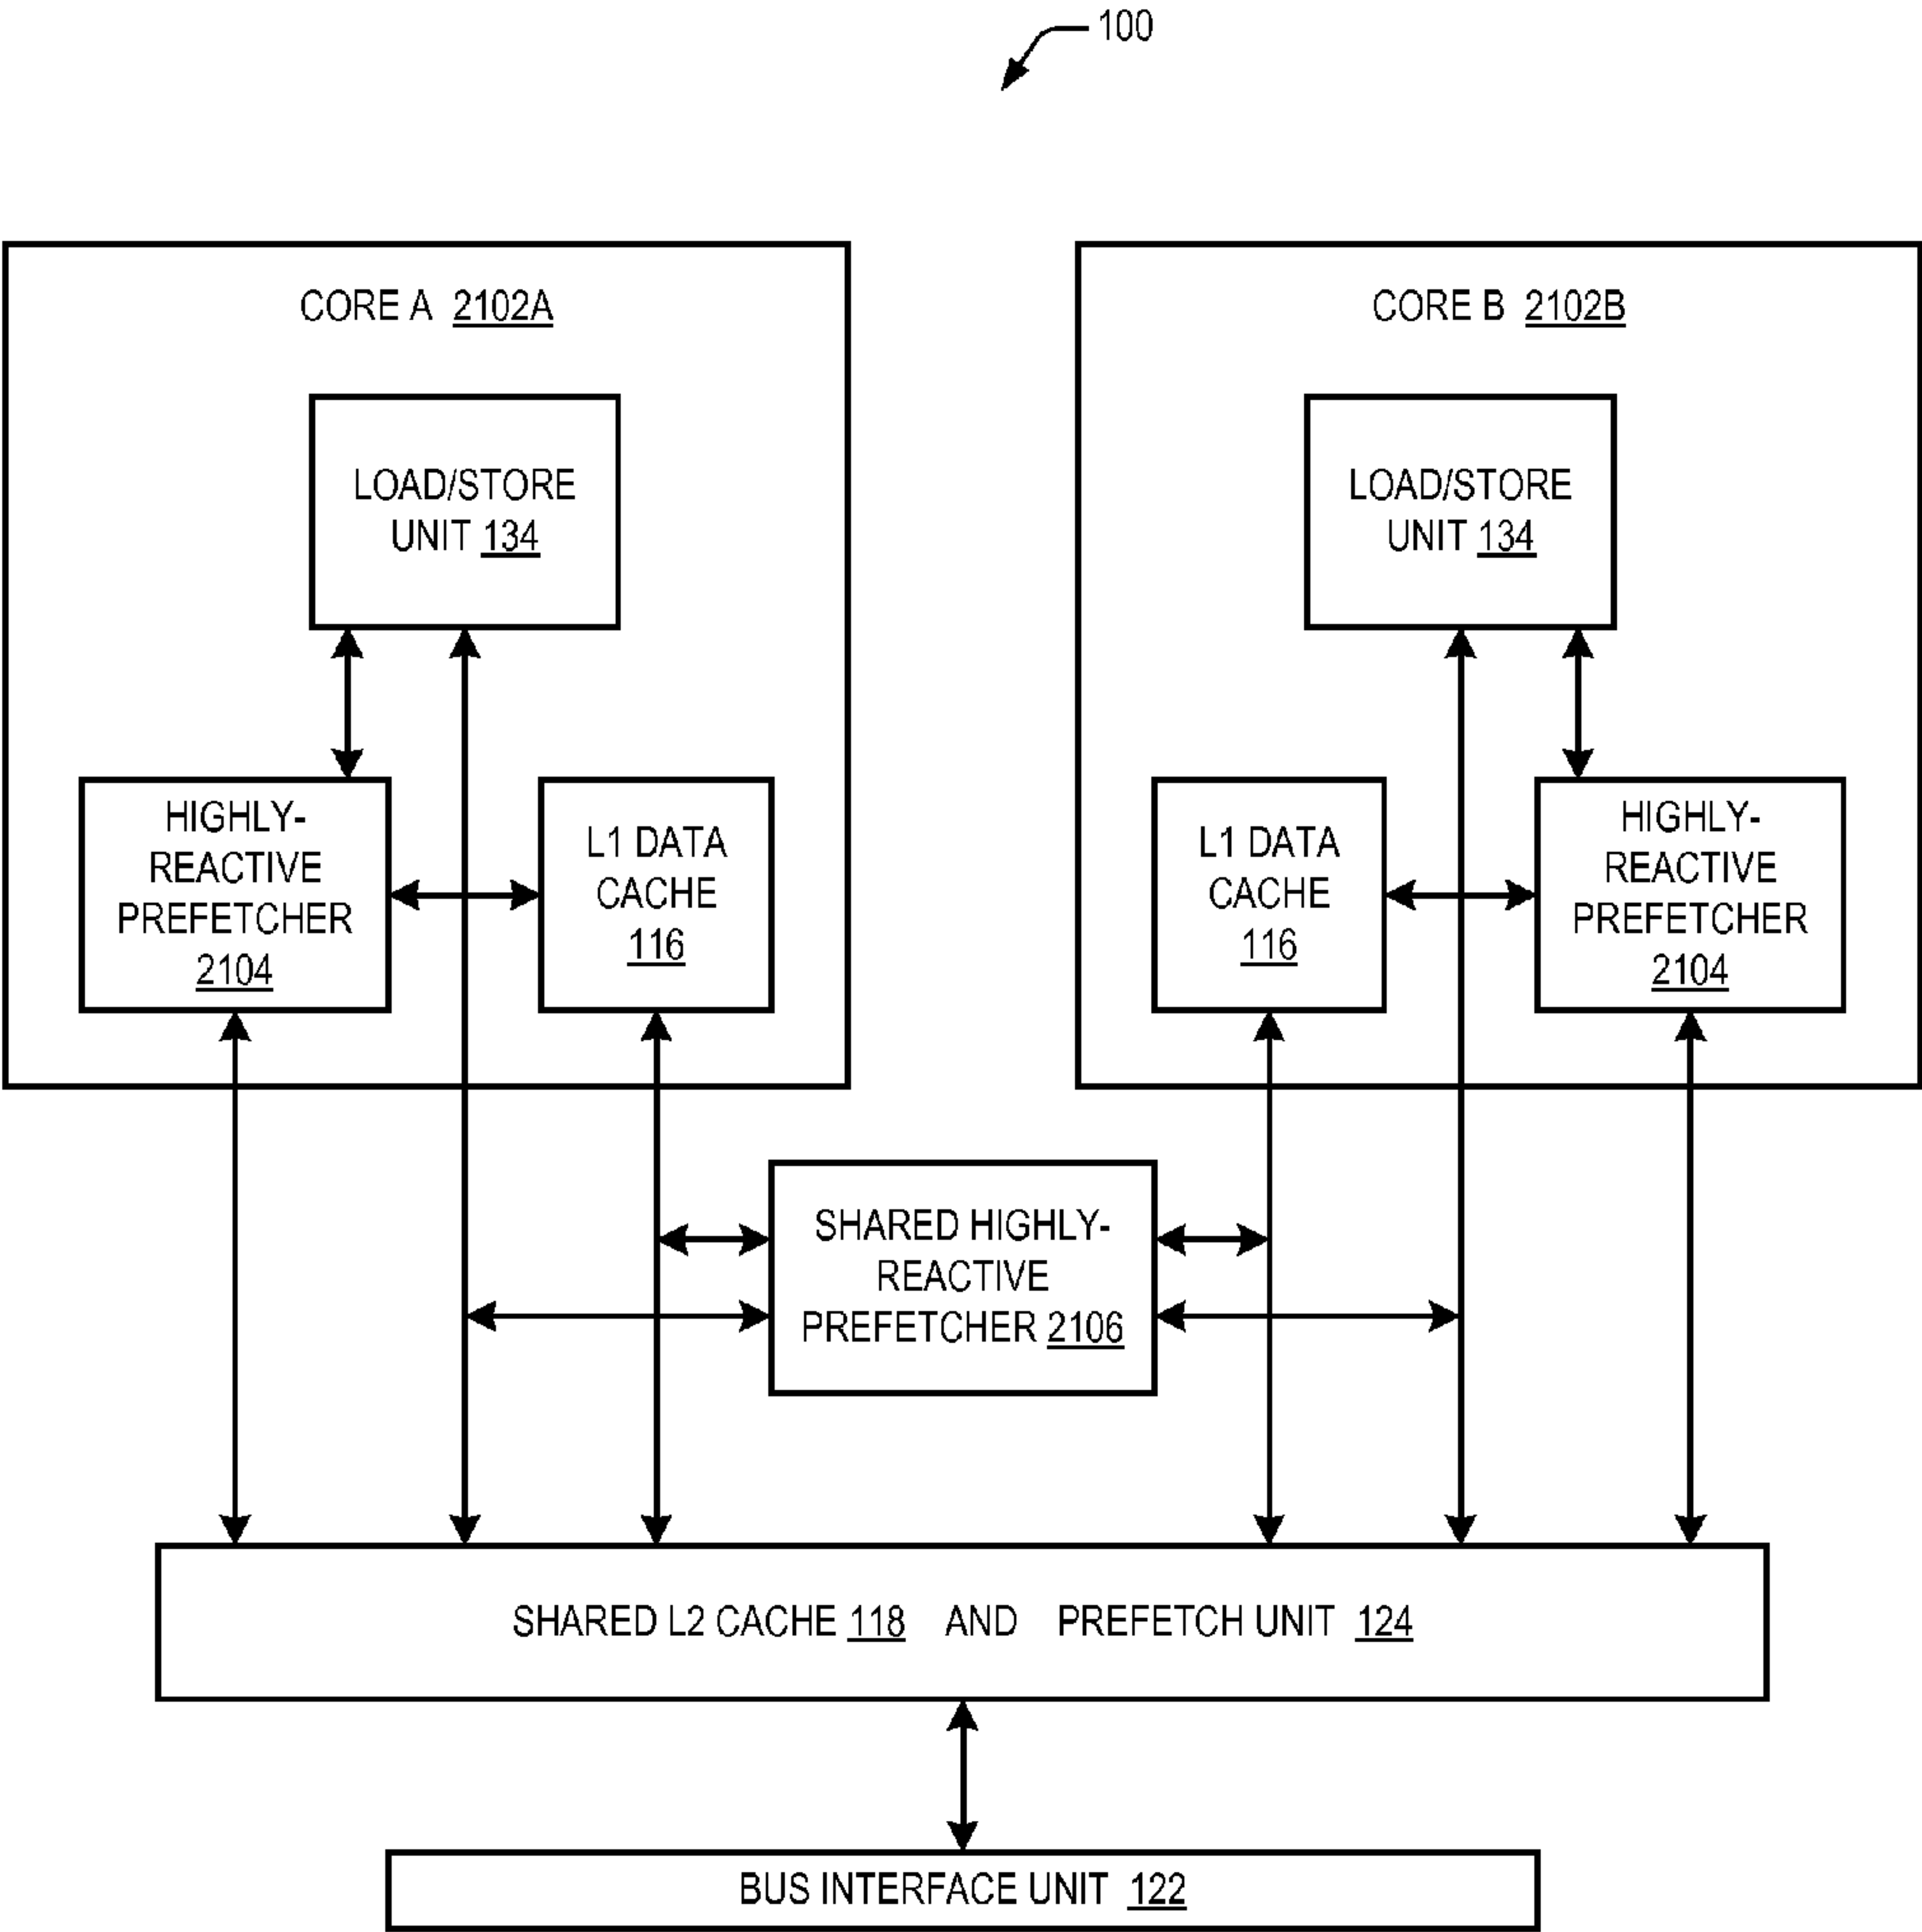 100
CORE A 2102A
LOAD/STORE
UNIT 134
HIGHLY-
REACTIVE
PREFETCHER
2104
L1 DATA
CACHE
116
CORE B 2102B
LOAD/STORE
UNIT 134
L1 DATA
CACHE
116
HIGHLY-
REACTIVE
PREFETCHER
2104
SHARED HIGHLY-
REACTIVE
PREFETCHER 2106
SHARED L2 CACHE 118 AND PREFETCH UNIT 124
BUS INTERFACE UNIT 122